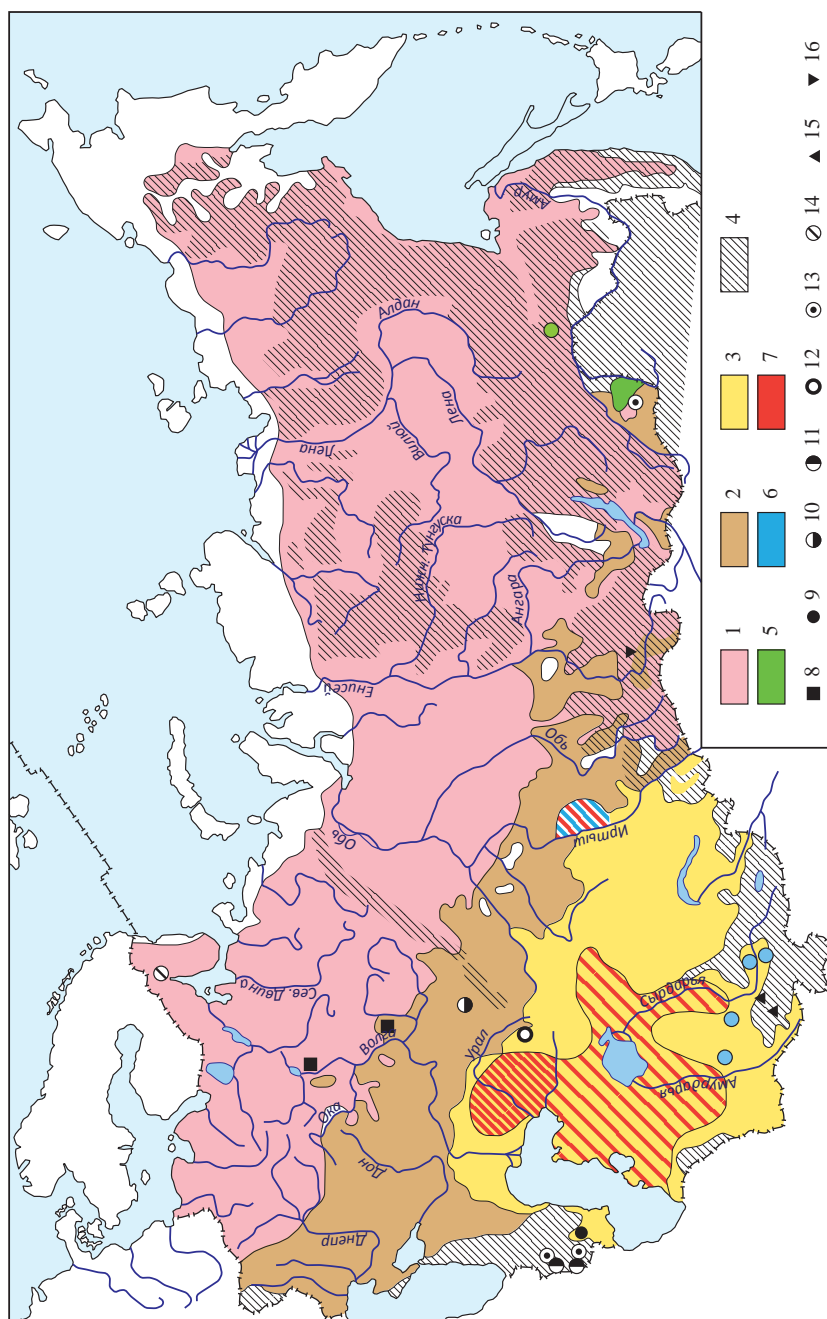 Амур
Алдан
Лена
Вилюй
Лена
Нижн. Тунгуска
Ангара
Енисей
Обь
Обь
Иртыш
Сев. Двина
Волга
Урал
Сырдарья
Амударья
Ока
Дон
Днепр
1 2 3 4
5 6 7
8 9 10 11 12 13 14 15 16